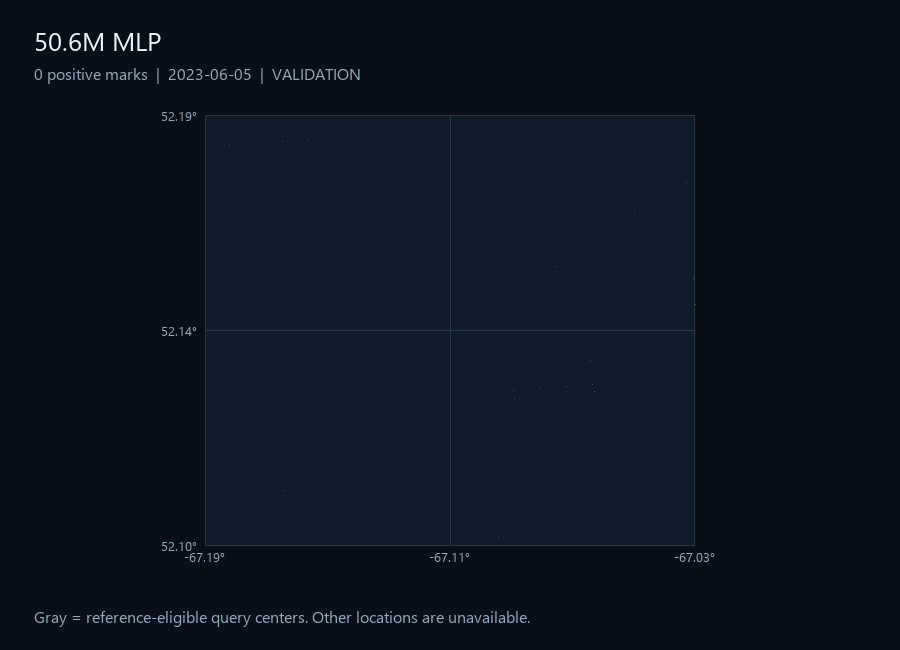 50.6M MLP
0 positive marks | 2023-06-05 | VALIDATION
52.19°
52.14°
52.10°
-67.19° -67.11° -67.03°
Gray = reference-eligible query centers. Other locations are unavailable.